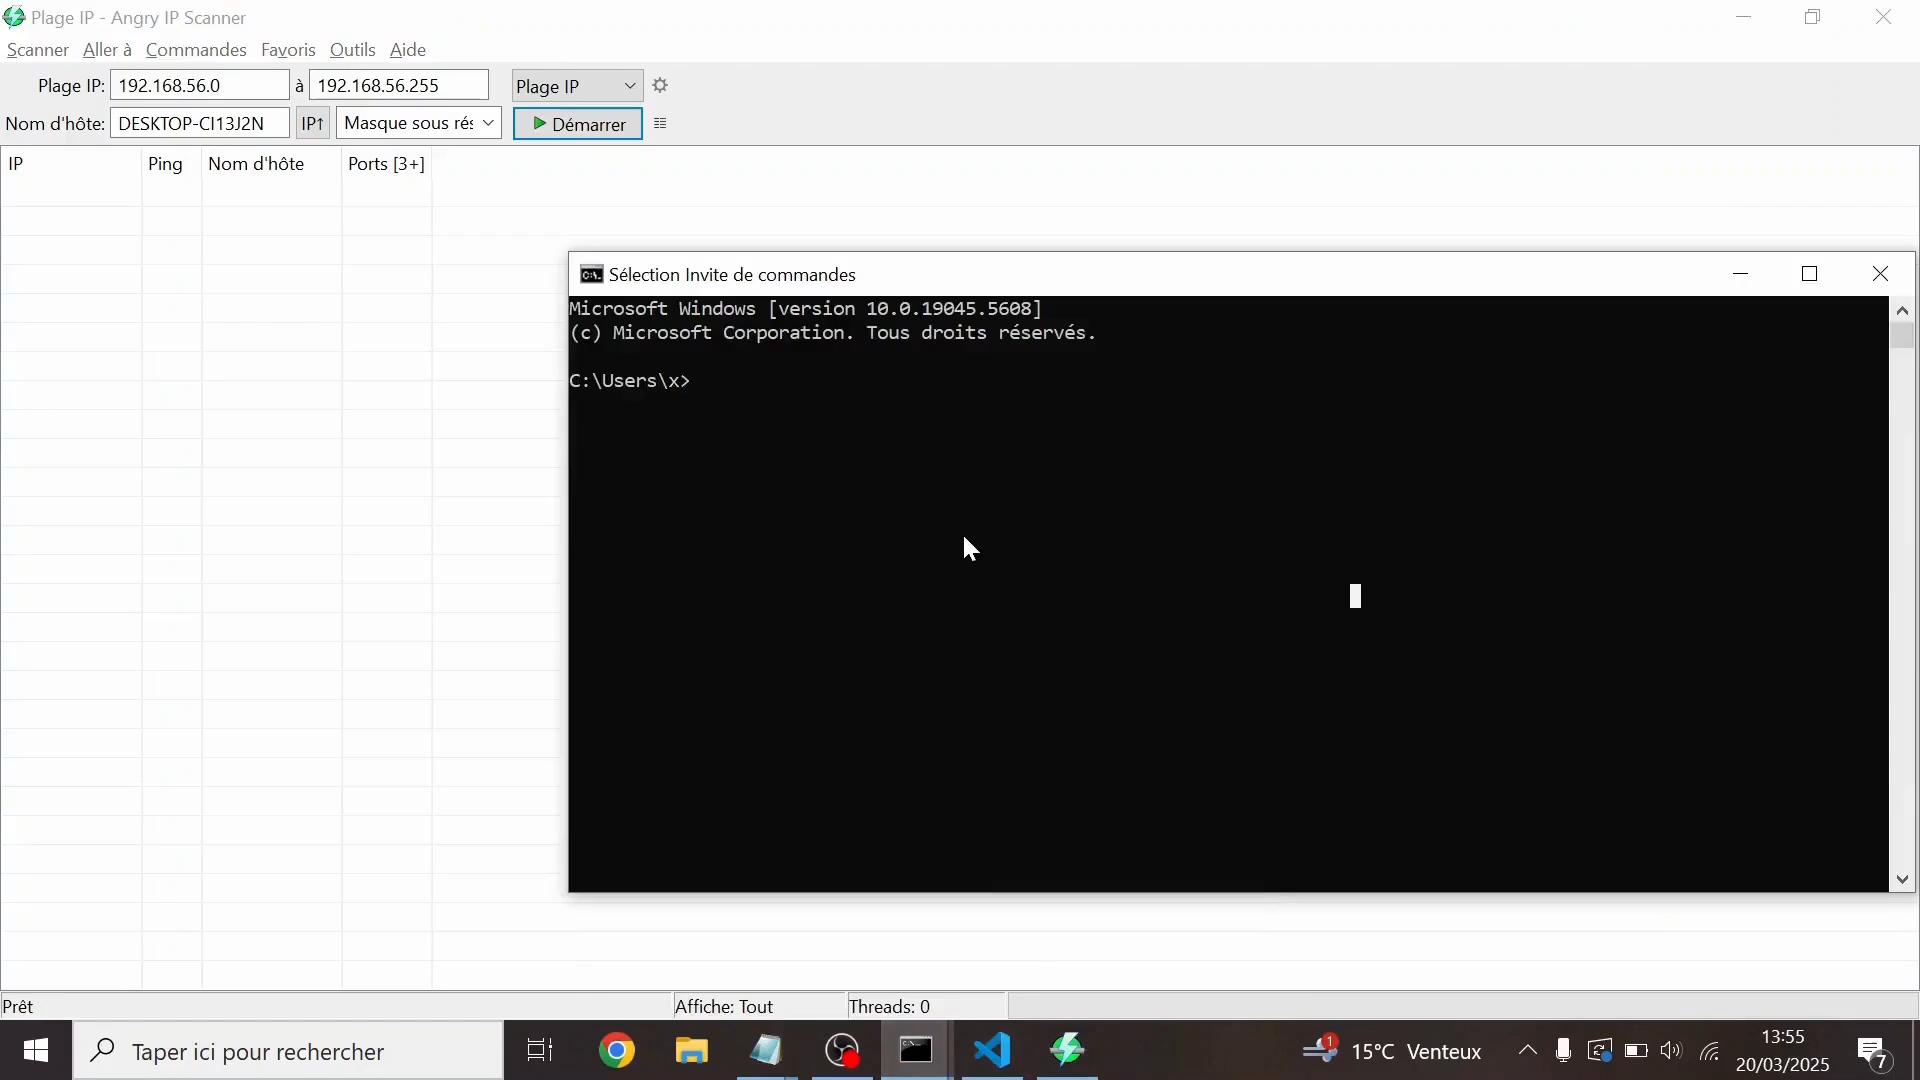 Plage IP - Angry IP Scanner
Scanner Aller à Commandes Favoris Outils Aide
Plage IP: 192.168.56.0 à 192.168.56.255 Plage IP
Nom d'hôte: DESKTOP-CI13J2N IP↑ Masque sous rés Démarrer
IP Ping Nom d'hôte Ports [3+]
Sélection Invite de commandes
Microsoft Windows [version 10.0.19045.5608]
(c) Microsoft Corporation. Tous droits réservés.
C:\Users\x>
Prêt Affiche: Tout Threads: 0
Taper ici pour rechercher
1
15°C Venteux
13:55
20/03/2025
7